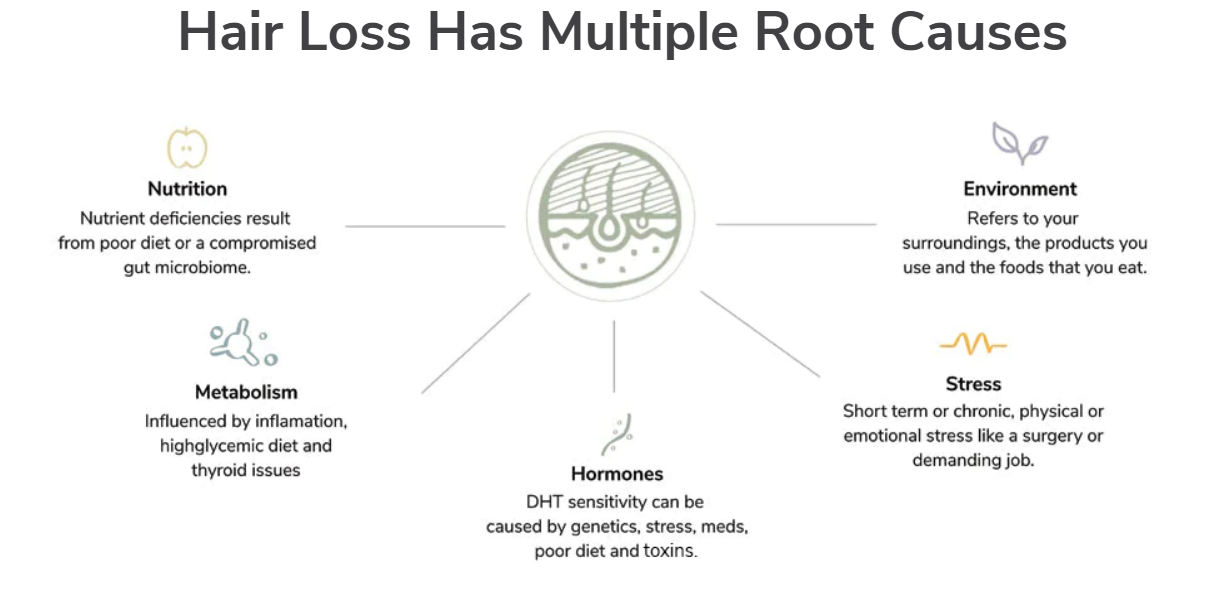 Hair Loss Has Multiple Root Causes
Nutrition
Nutrient deficiencies result
from poor diet or a compromised
gut microbiome.
Environment
Refers to your
surroundings, the products you
use and the foods that you eat.
Metabolism
Influenced by inflamation,
highglycemic diet and
thyroid issues
Stress
Short term or chronic, physical or
emotional stress like a surgery or
demanding job.
Hormones
DHT sensitivity can be
caused by genetics, stress, meds,
poor diet and toxins.